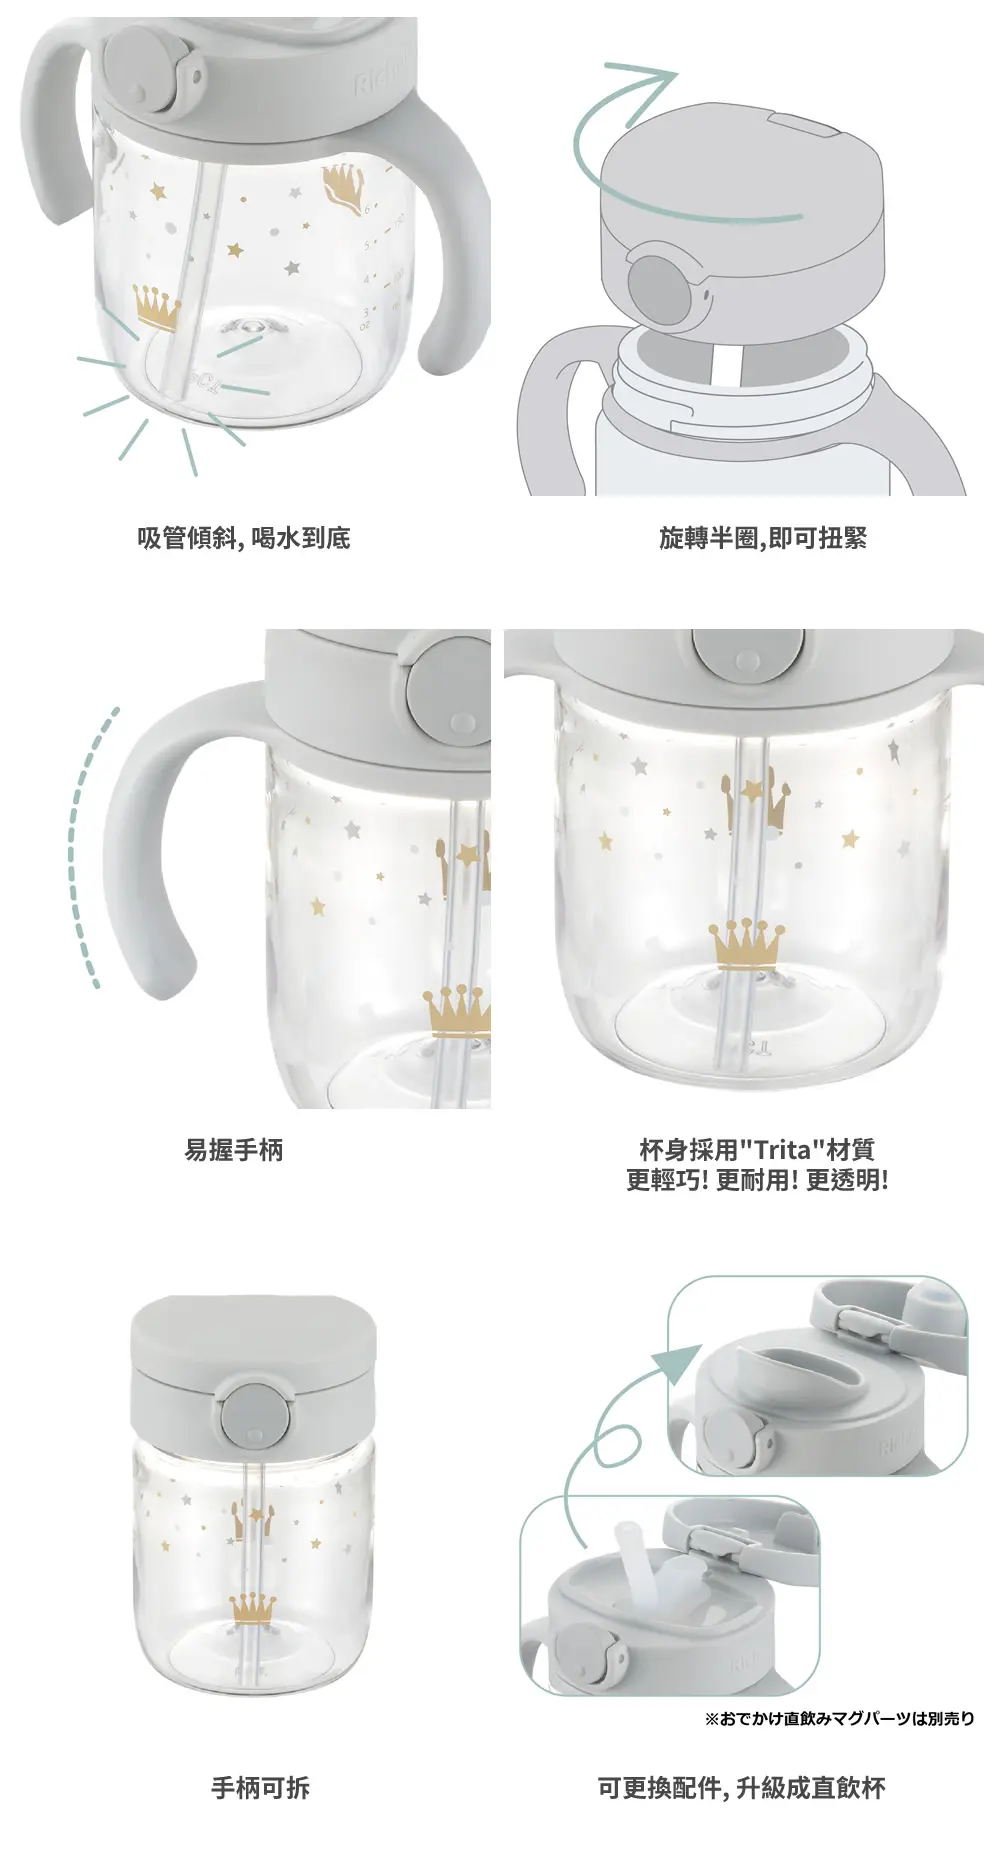 吸管傾斜, 喝水到底
旋轉半圈,即可扭緊
易握手柄
杯身採用"Trita"材質
更輕巧! 更耐用! 更透明!
※おでかけ直飲みマグパーツは別売り
手柄可拆
可更換配件, 升級成直飲杯